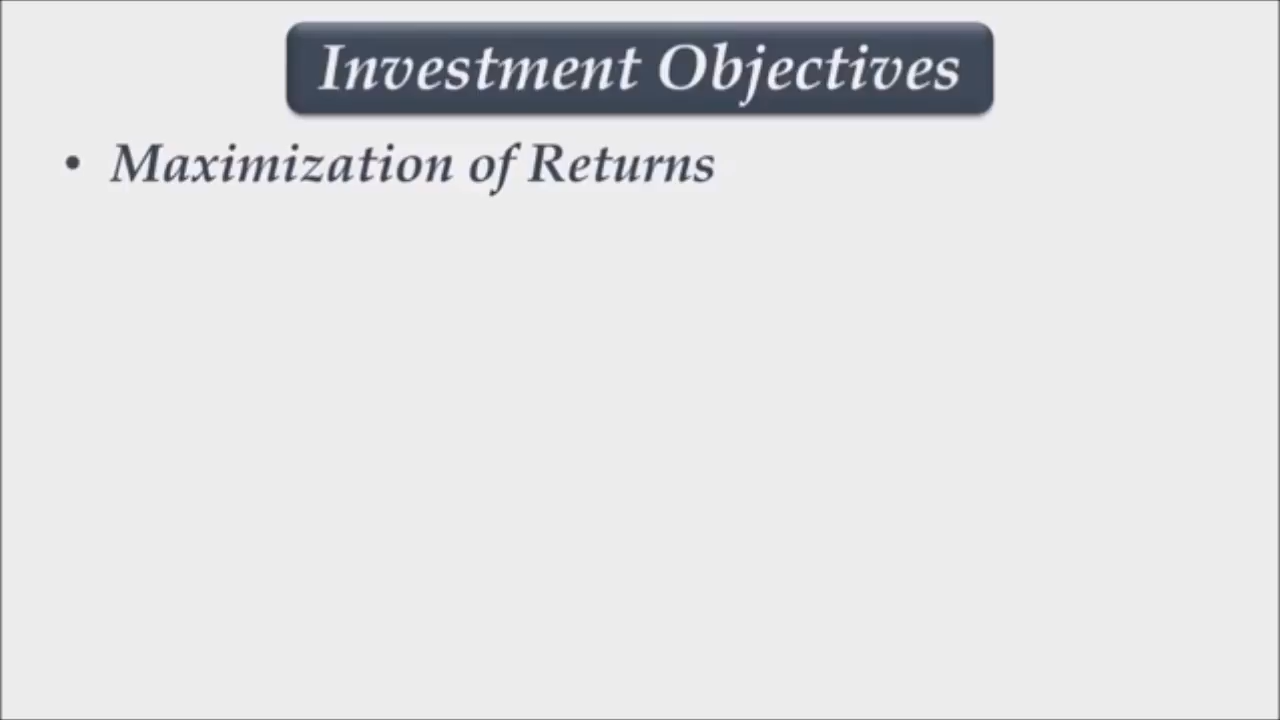 Investment Objectives
• Maximization of Returns